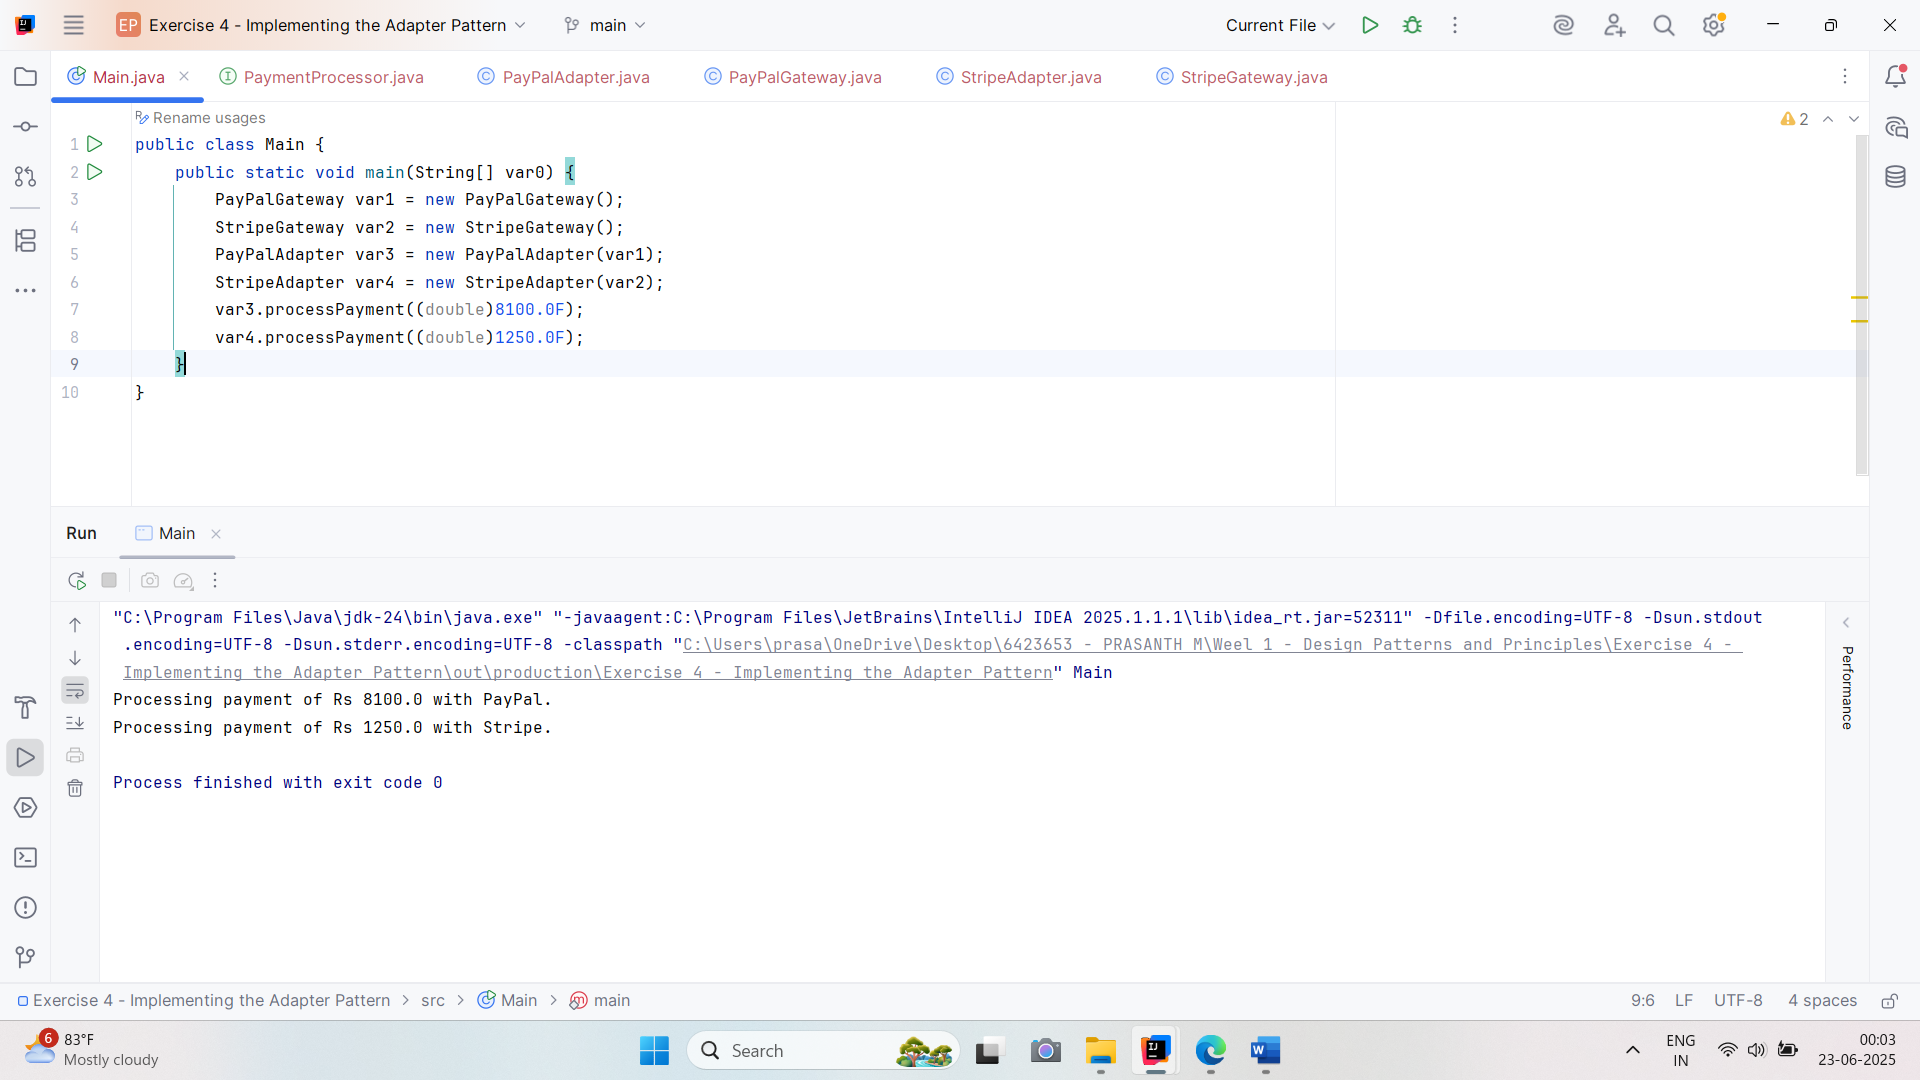 EP Exercise 4 - Implementing the Adapter Pattern main Current File
Main.java PaymentProcessor.java PayPalAdapter.java PayPalGateway.java StripeAdapter.java StripeGateway.java
Rename usages 2
1 public class Main {
2 public static void main(String[] var0) {
3 PayPalGateway var1 = new PayPalGateway();
4 StripeGateway var2 = new StripeGateway();
5 PayPalAdapter var3 = new PayPalAdapter(var1);
6 StripeAdapter var4 = new StripeAdapter(var2);
7 var3.processPayment((double)8100.0F);
8 var4.processPayment((double)1250.0F);
9 }
10 }
Run Main
"C:\Program Files\Java\jdk-24\bin\java.exe" "-javaagent:C:\Program Files\JetBrains\IntelliJ IDEA 2025.1.1.1\lib\idea_rt.jar=52311" -Dfile.encoding=UTF-8 -Dsun.stdout
.encoding=UTF-8 -Dsun.stderr.encoding=UTF-8 -classpath "C:\Users\prasa\OneDrive\Desktop\6423653 - PRASANTH M\Weel 1 - Design Patterns and Principles\Exercise 4 -
Implementing the Adapter Pattern\out\production\Exercise 4 - Implementing the Adapter Pattern" Main
Processing payment of Rs 8100.0 with PayPal.
Processing payment of Rs 1250.0 with Stripe.
Process finished with exit code 0
Performance
Exercise 4 - Implementing the Adapter Pattern > src > Main > main 9:6 LF UTF-8 4 spaces
6 83°F
Mostly cloudy
Search
ENG
IN
00:03
23-06-2025